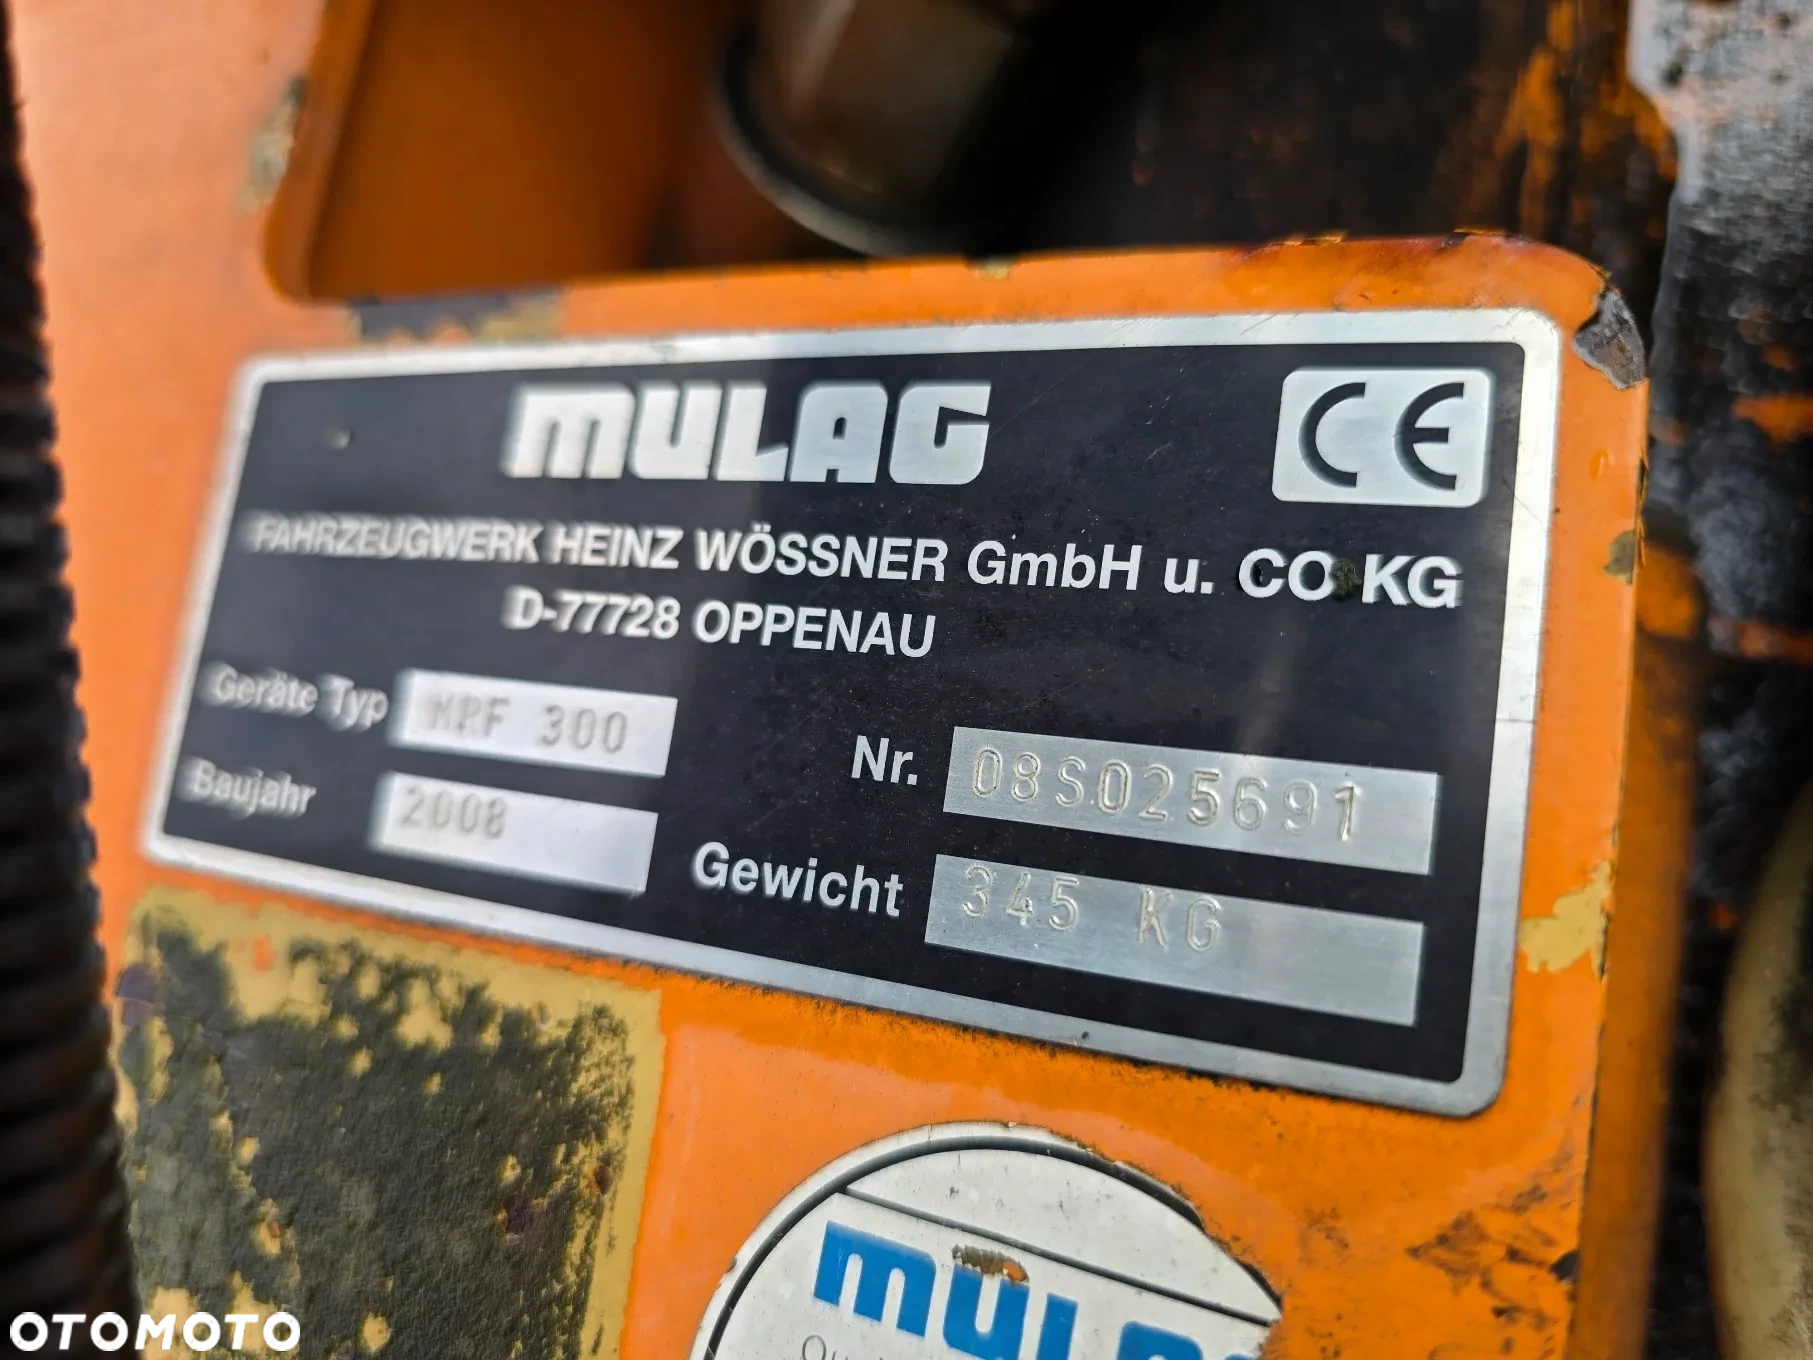 MULAG
CE
FAHRZEUGWERK HEINZ WÖSSNER GmbH u. CO KG
D-77728 OPPENAU
Geräte Typ MRF 300
Nr. 08S025691
Baujahr 2008
Gewicht 345 KG
MULAG
OTOMOTO